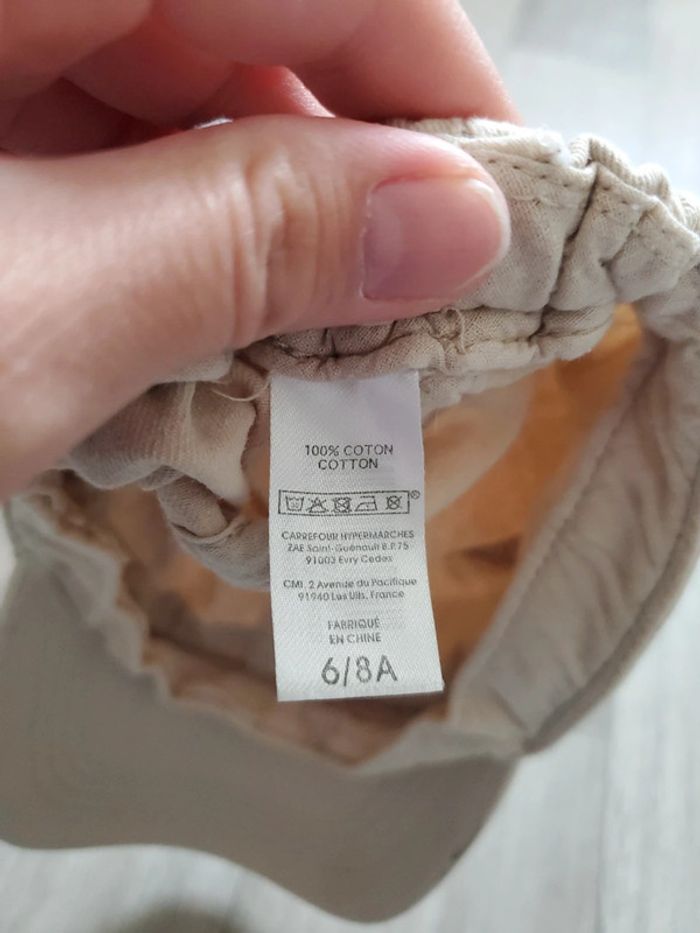 100% COTON
COTTON
®
CARREFOUR HYPERMARCHES
ZAE Saint-Guénault B.P.75
91003 Evry Cedex
CMI, 2 Avenue du Pacifique
91940 Les Ulis, France
FABRIQUÉ
EN CHINE
6/8A